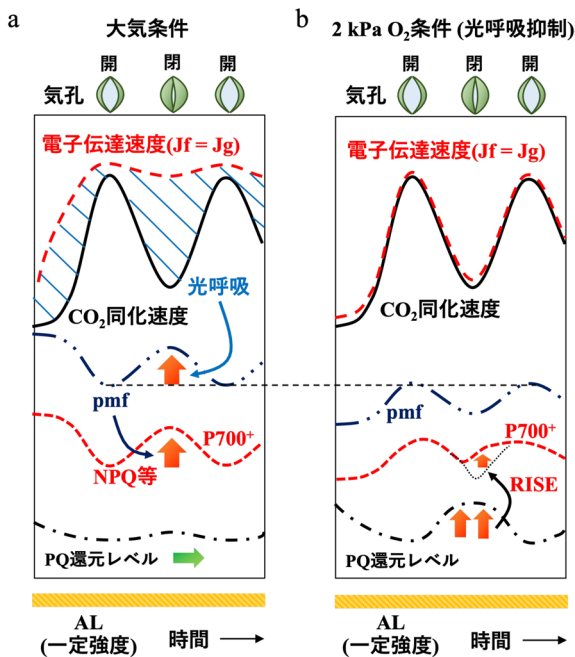 a
大気条件
開
閉
開
気孔
電子伝達速度(Jf = Jg)
光呼吸
CO2同化速度
pmf
P700+
NPQ等
PQ還元レベル
AL
(一定強度)
時間
b
2 kPa O2条件 (光呼吸抑制)
開
閉
開
気孔
電子伝達速度(Jf = Jg)
CO2同化速度
pmf
P700+
RISE
PQ還元レベル
AL
(一定強度)
時間